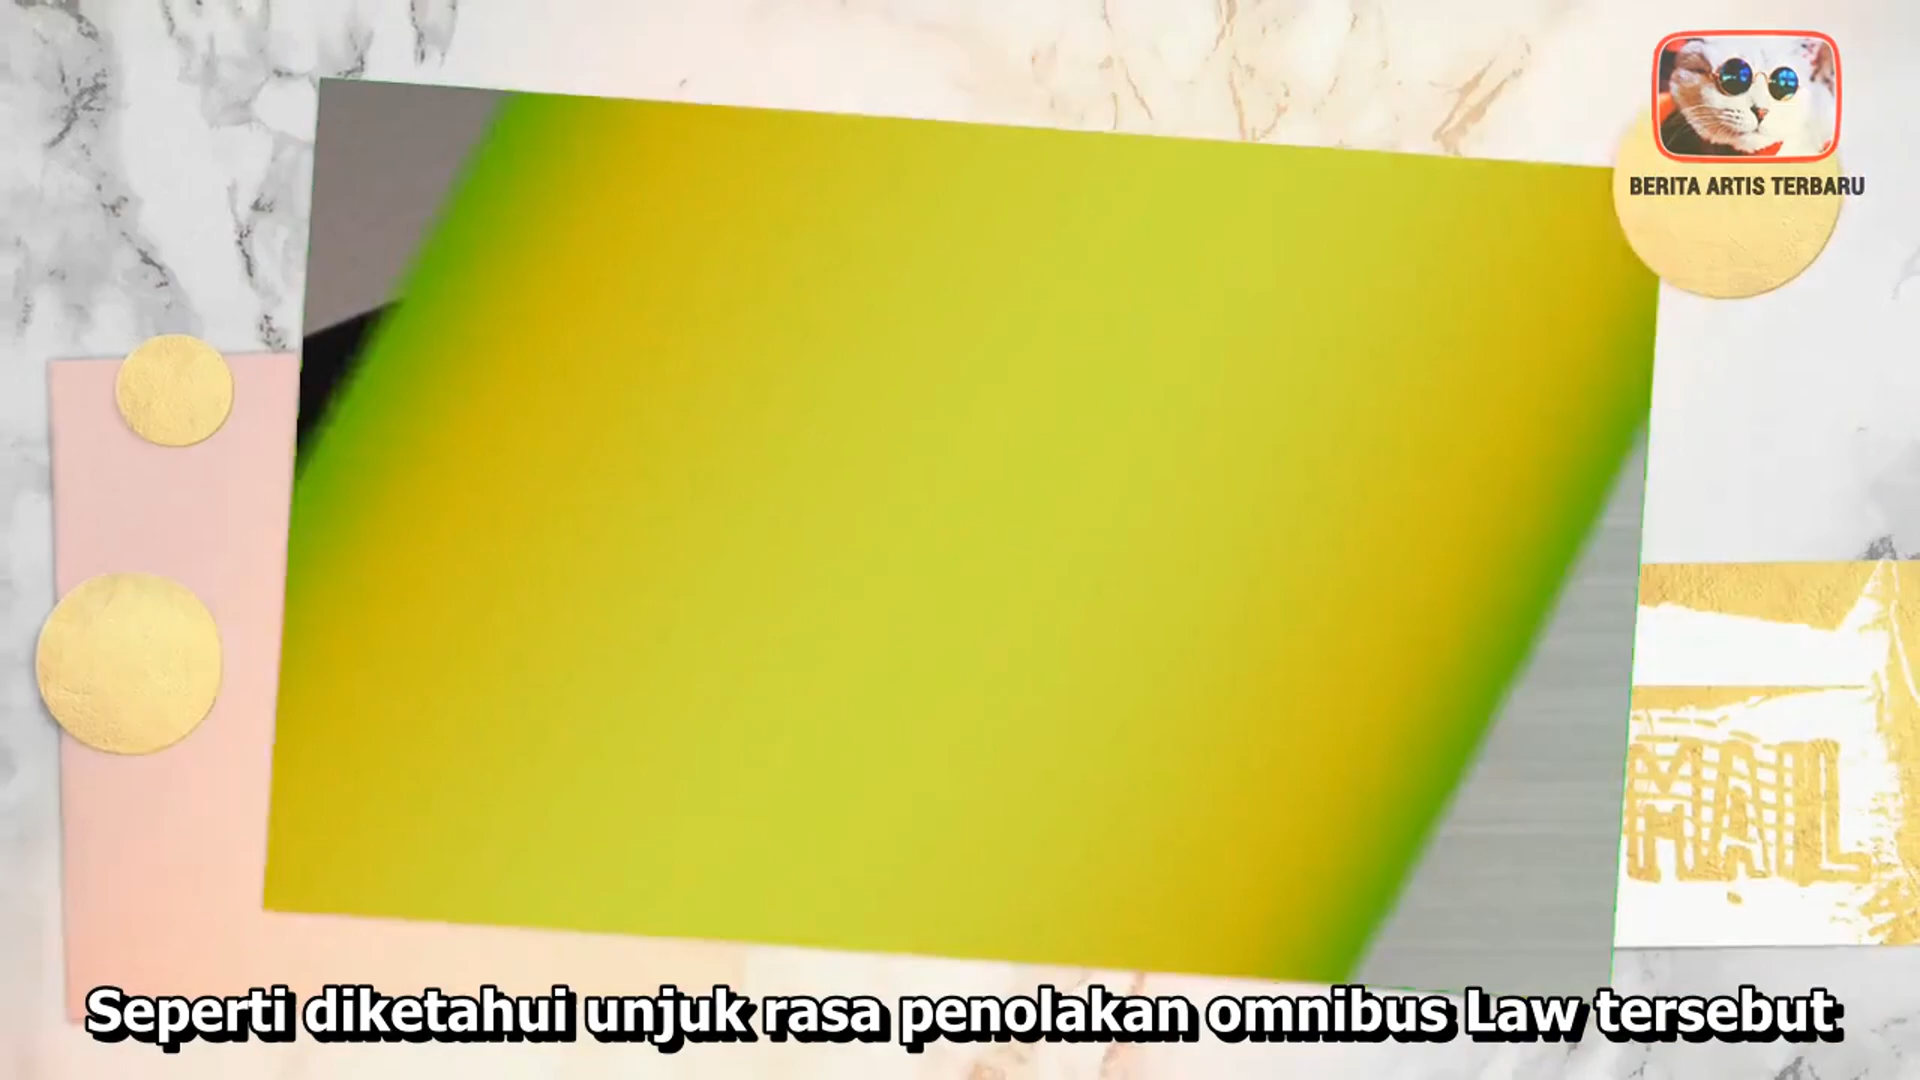 BERITA ARTIS TERBARU
MAIL
Seperti diketahui unjuk rasa penolakan omnibus Law tersebut